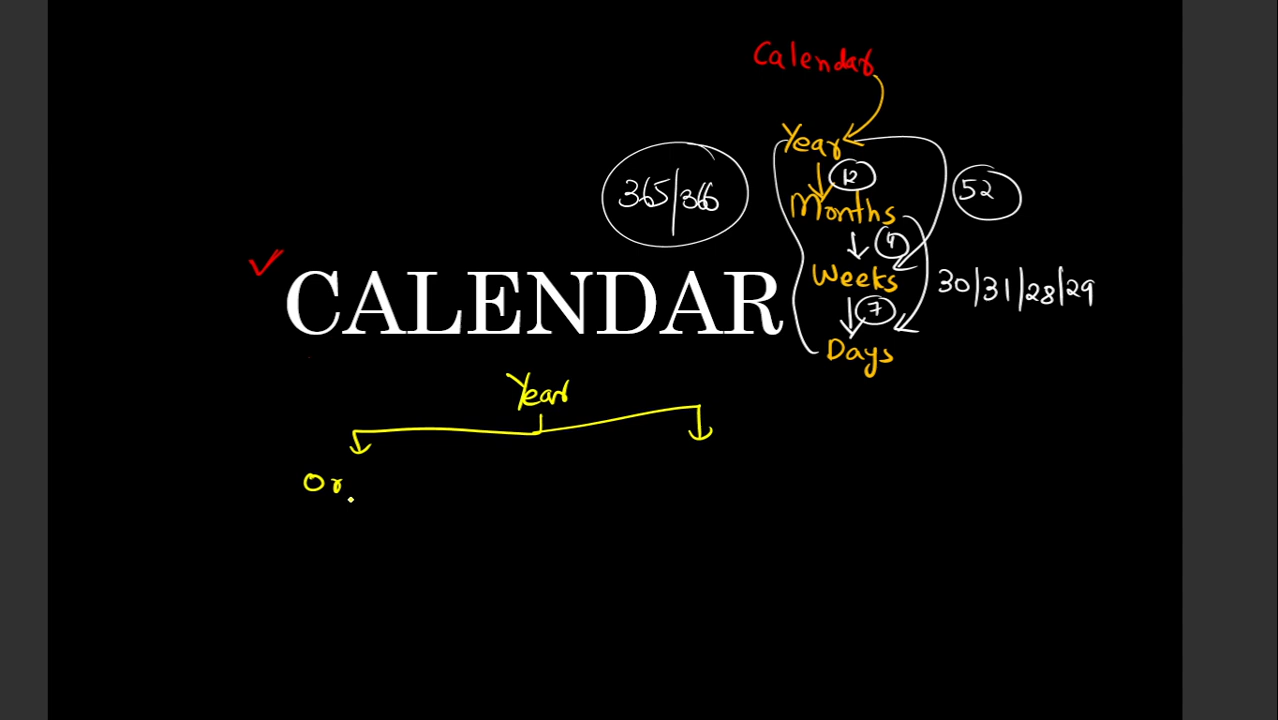 Calendar
Year
12
365/366
52
Months
4
Weeks
30/31/28/29
7
CALENDAR
Days
Year
Or